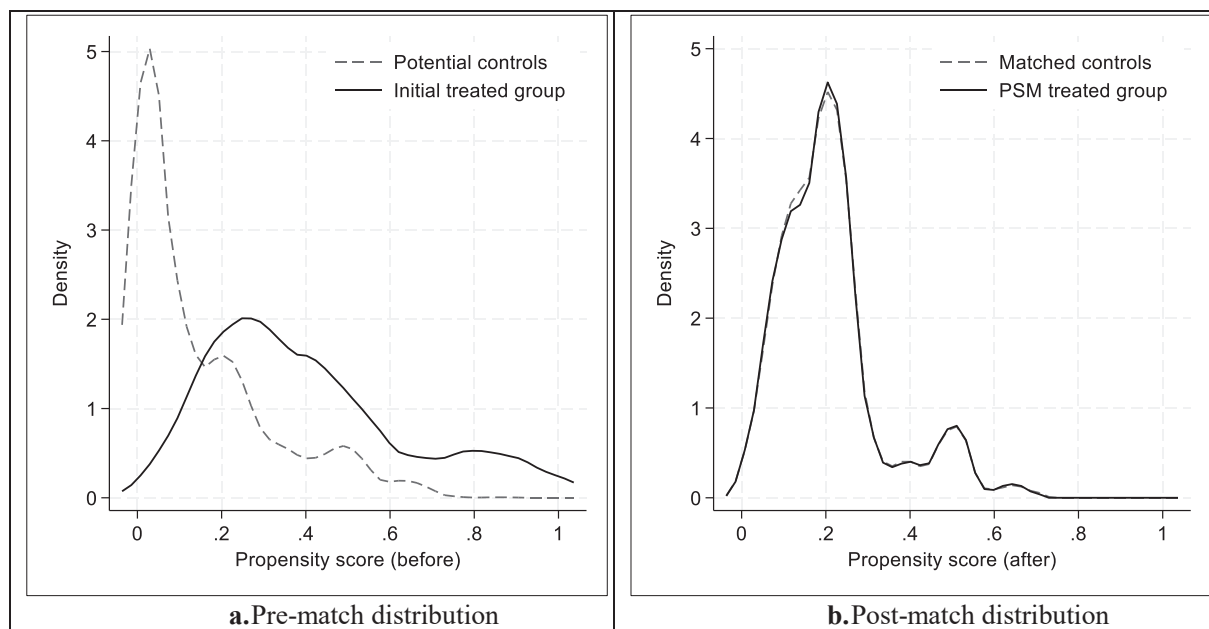 Potential controls
Initial treated group
5
4
3
2
1
0
Density
0 .2 .4 .6 .8 1
Propensity score (before)
a.Pre-match distribution
Matched controls
PSM treated group
5
4
3
2
1
0
Density
0 .2 .4 .6 .8 1
Propensity score (after)
b.Post-match distribution